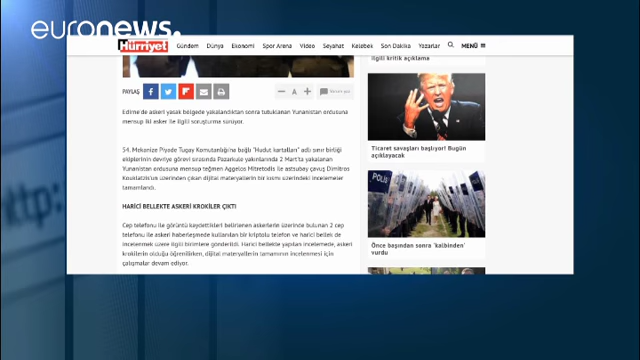 euronews.
Hürriyet Gündem Dünya Ekonomi Spor Arena Video Seyahat Kelebek Son Dakika Yazarlar MENÜ
PAYLAŞ
A
Edirne'de askeri yasak bölgede yakalandıktan sonra tutuklanan Yunanistan ordusuna
mensup iki asker ile ilgili soruşturma sürüyor.
54. Mekanize Piyade Tugay Komutanlığı'na bağlı "Hudut kartalları" adlı sınır birliği
ekiplerinin devriye görevi sırasında Pazarkule yakınlarında 2 Mart'ta yakalanan
Yunanistan ordusuna mensup teğmen Aggelos Mitretodis ile astsubay çavuş Dimitros
Kouklatzis'in üzerinden çıkan dijital materyallerin bir kısmı üzerindeki incelemeler
tamamlandı.
HARİCİ BELLEKTE ASKERİ KROKİLER ÇIKTI
Cep telefonu ile görüntü kaydettikleri belirlenen askerlerin üzerinde bulunan 2 cep
telefonu ile askeri haberleşmede kullanılan bir kriptolu telefon ve harici bellek de
incelenmek üzere ilgili birimlere gönderildi. Harici bellekte yapılan incelemede, askeri
krokilerin olduğu öğrenilirken, dijital materyallerin tamamının incelenmesi için
çalışmalar devam ediyor.
ilgili kritik açıklama
Ticaret savaşları başlıyor! Bugün
açıklayacak
POLIS
Önce başından sonra 'kalbinden'
vurdu
http: